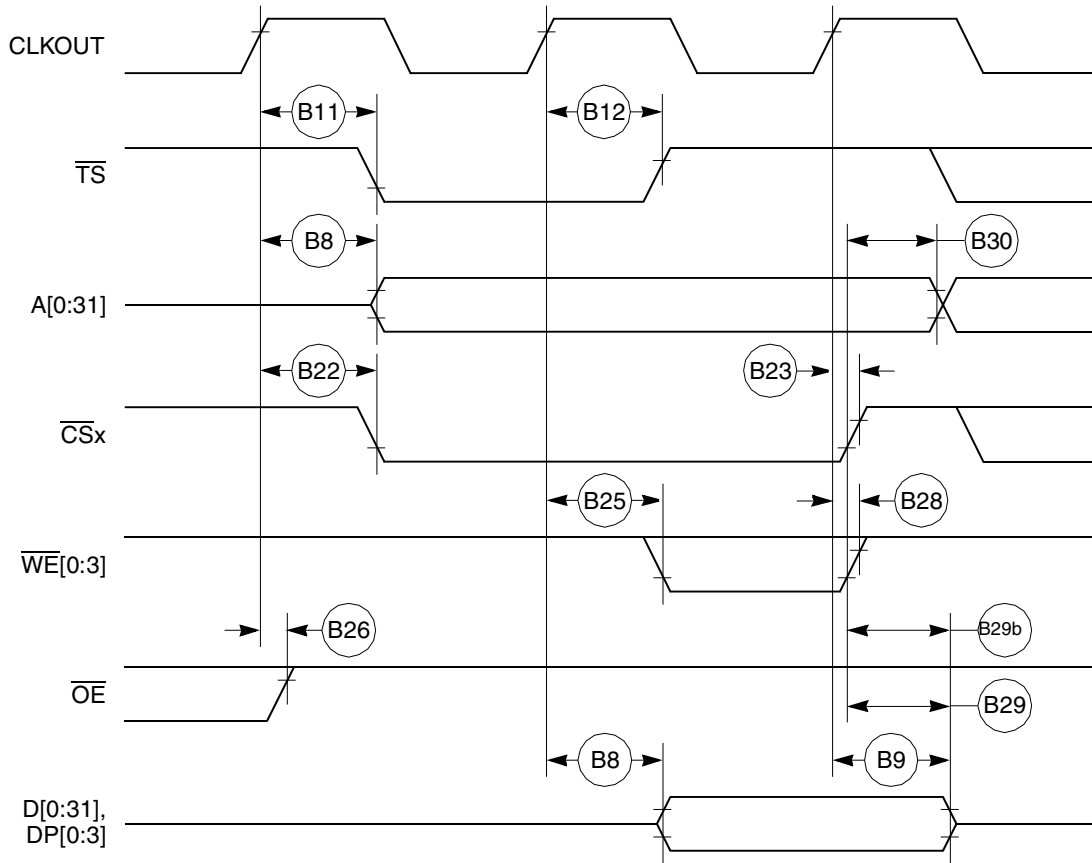 CLKOUT
B11
B12
TS
B8
B30
A[0:31]
B22
B23
CSx
B25
B28
WE[0:3]
B26
B29b
OE
B29
B8
B9
D[0:31],
DP[0:3]